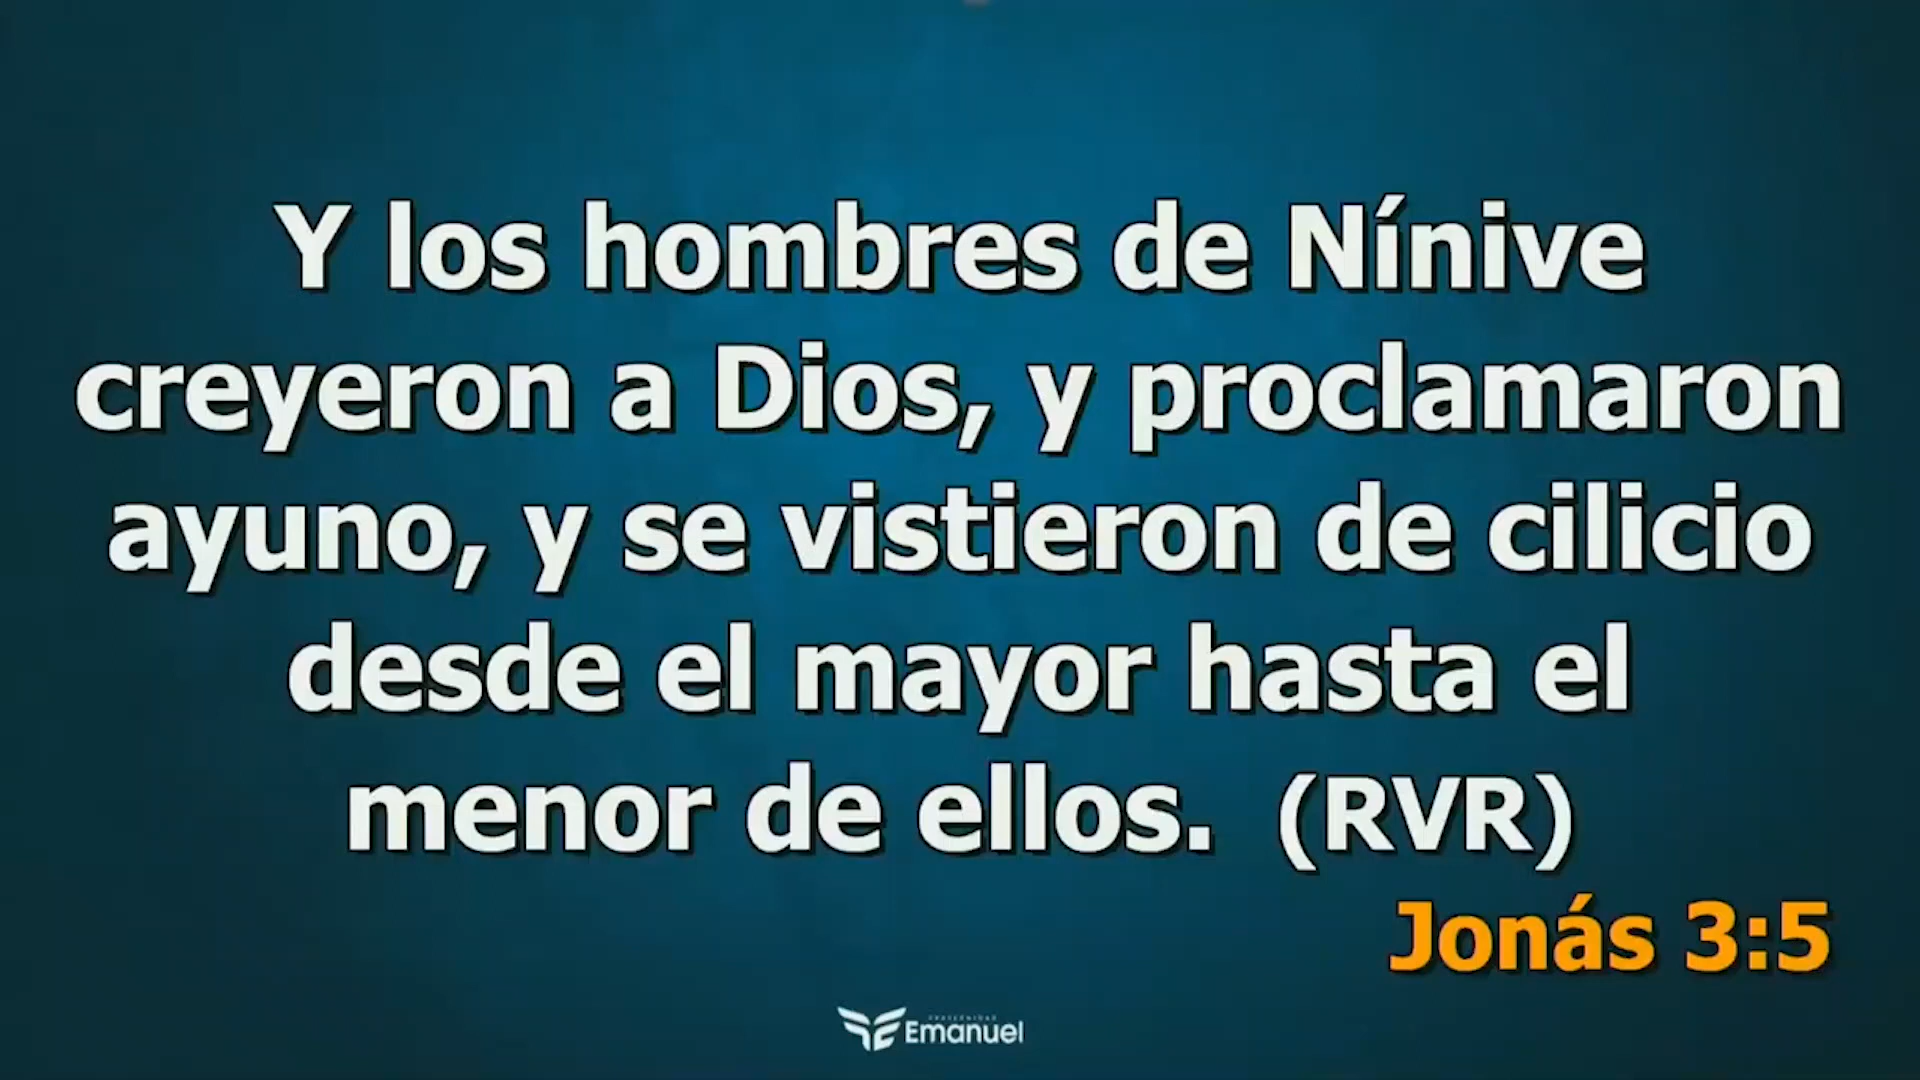 Y los hombres de Nínive
creyeron a Dios, y proclamaron
ayuno, y se vistieron de cilicio
desde el mayor hasta el
menor de ellos. (RVR)
Jonás 3:5
FRATERNIDAD
Emanuel